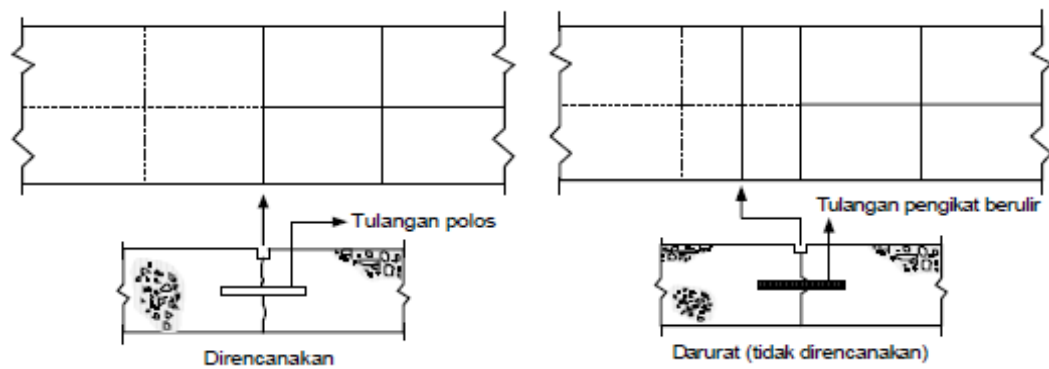 Tulangan polos
Tulangan pengikat berulir
Direncanakan
Darurat (tidak direncanakan)